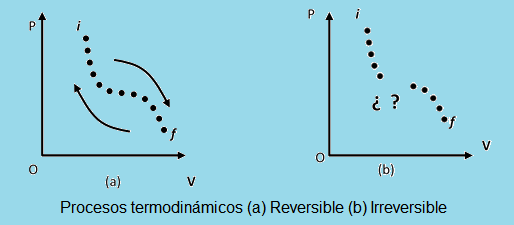 P
i
f
O
(a)
V
P
i
¿ ?
f
O
(b)
V
Procesos termodinámicos (a) Reversible (b) Irreversible